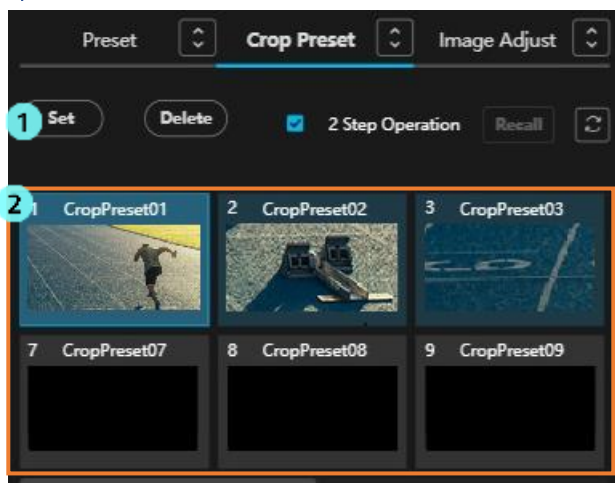 Preset Crop Preset Image Adjust
1 Set Delete 2 Step Operation Recall
2
1 CropPreset01 2 CropPreset02 3 CropPreset03
7 CropPreset07 8 CropPreset08 9 CropPreset09